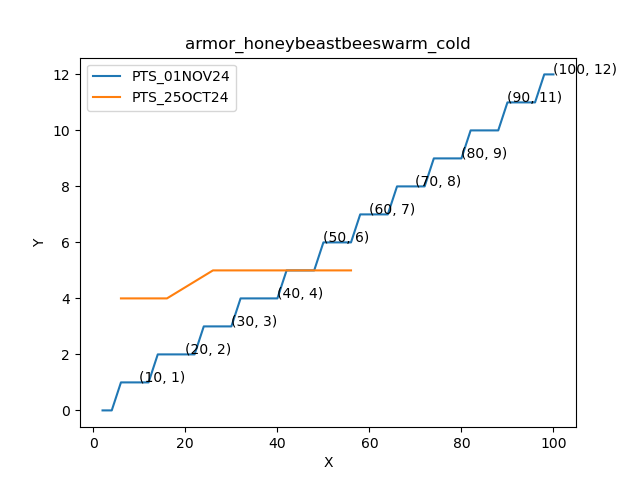 armor_honeybeastbeeswarm_cold
PTS_01NOV24
PTS_25OCT24
(100, 12)
(90, 11)
(80, 9)
(70, 8)
(60, 7)
(50, 6)
(40, 4)
(30, 3)
(20, 2)
(10, 1)
12
10
8
6
4
2
0
Y
0 20 40 60 80 100
X